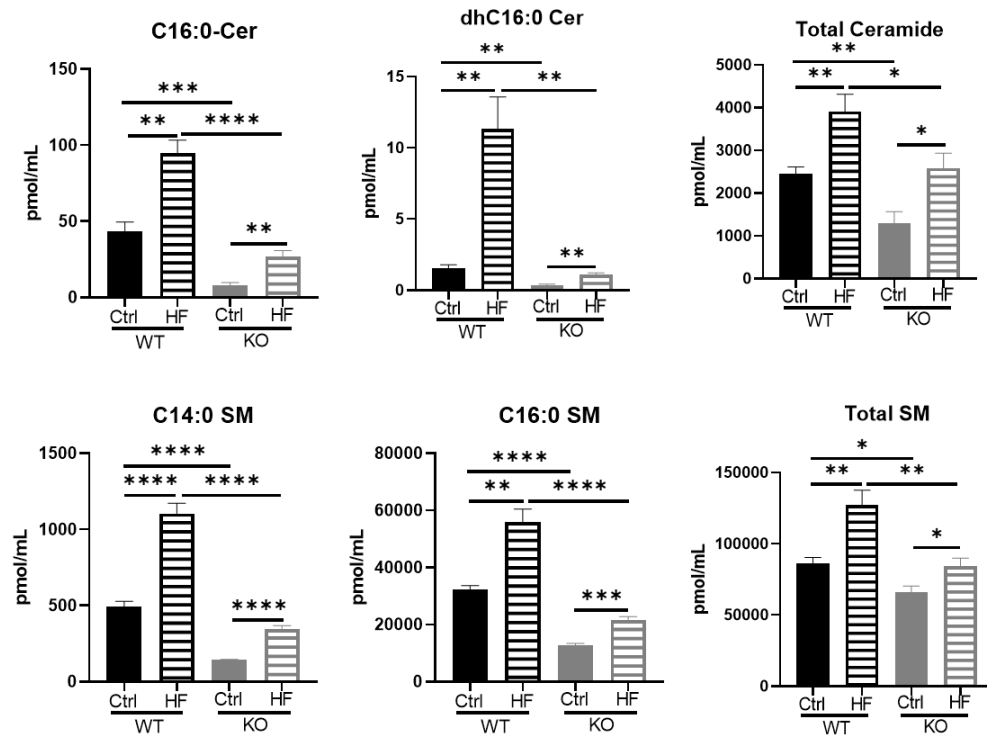 C16:0-Cer
pmol/mL
150
100
50
0
***
** ****
**
Ctrl HF Ctrl HF
WT KO
dhC16:0 Cer
pmol/mL
15
10
5
0
**
** **
**
Ctrl HF Ctrl HF
WT KO
Total Ceramide
pmol/mL
5000
4000
3000
2000
1000
0
**
** *
*
Ctrl HF Ctrl HF
WT KO
C14:0 SM
pmol/mL
1500
1000
500
0
****
**** ****
****
Ctrl HF Ctrl HF
WT KO
C16:0 SM
pmol/mL
80000
60000
40000
20000
0
****
** ****
***
Ctrl HF Ctrl HF
WT KO
Total SM
pmol/mL
150000
100000
50000
0
*
** **
*
Ctrl HF Ctrl HF
WT KO